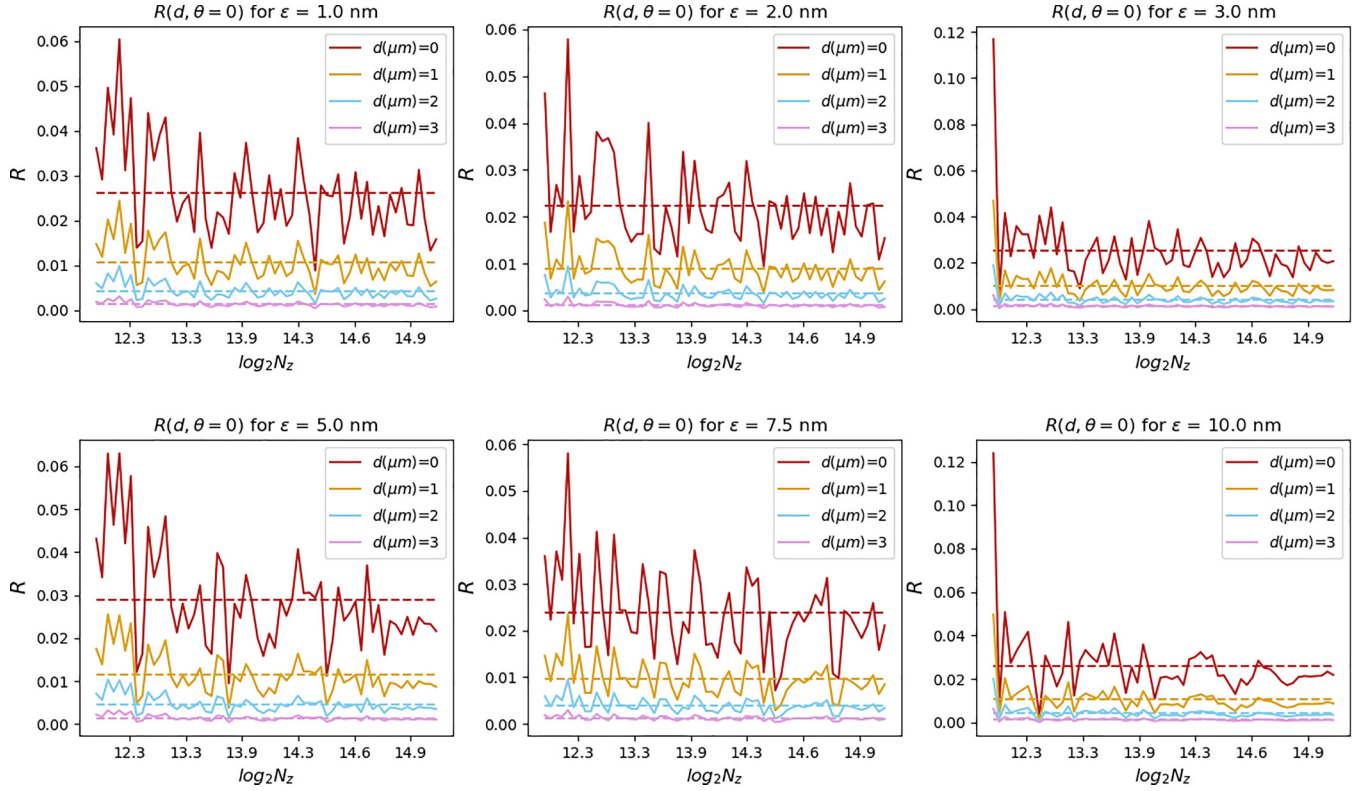 R(d, θ = 0) for ε = 1.0 nm
R
0.06
0.05
0.04
0.03
0.02
0.01
0.00
d(μm)=0
d(μm)=1
d(μm)=2
d(μm)=3
12.3 13.3 13.9 14.3 14.6 14.9
log₂N_z
R(d, θ = 0) for ε = 2.0 nm
R
0.06
0.05
0.04
0.03
0.02
0.01
0.00
d(μm)=0
d(μm)=1
d(μm)=2
d(μm)=3
12.3 13.3 13.9 14.3 14.6 14.9
log₂N_z
R(d, θ = 0) for ε = 3.0 nm
R
0.12
0.10
0.08
0.06
0.04
0.02
0.00
d(μm)=0
d(μm)=1
d(μm)=2
d(μm)=3
12.3 13.3 13.9 14.3 14.6 14.9
log₂N_z
R(d, θ = 0) for ε = 5.0 nm
R
0.06
0.05
0.04
0.03
0.02
0.01
0.00
d(μm)=0
d(μm)=1
d(μm)=2
d(μm)=3
12.3 13.3 13.9 14.3 14.6 14.9
log₂N_z
R(d, θ = 0) for ε = 7.5 nm
R
0.06
0.05
0.04
0.03
0.02
0.01
0.00
d(μm)=0
d(μm)=1
d(μm)=2
d(μm)=3
12.3 13.3 13.9 14.3 14.6 14.9
log₂N_z
R(d, θ = 0) for ε = 10.0 nm
R
0.12
0.10
0.08
0.06
0.04
0.02
0.00
d(μm)=0
d(μm)=1
d(μm)=2
d(μm)=3
12.3 13.3 13.9 14.3 14.6 14.9
log₂N_z